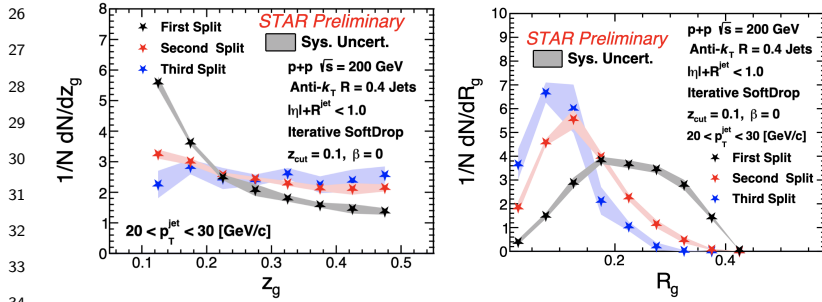 26
27
28
29
30
31
32
33
34
8
7
6
5
4
3
2
1
0
1/N dN/dz_g
First Split
Second Split
Third Split
STAR Preliminary
Sys. Uncert.
p+p √s = 200 GeV
Anti-k_T R = 0.4 Jets
|η|+R^jet < 1.0
Iterative SoftDrop
z_cut = 0.1, β = 0
20 < p_T^jet < 30 [GeV/c]
0.1 0.2 0.3 0.4 0.5
z_g
10
9
8
7
6
5
4
3
2
1
0
1/N dN/dR_g
STAR Preliminary
Sys. Uncert.
p+p √s = 200 GeV
Anti-k_T R = 0.4 Jets
|η|+R^jet < 1.0
Iterative SoftDrop
z_cut = 0.1, β = 0
20 < p_T^jet < 30 [GeV/c]
First Split
Second Split
Third Split
0.2 0.4
R_g